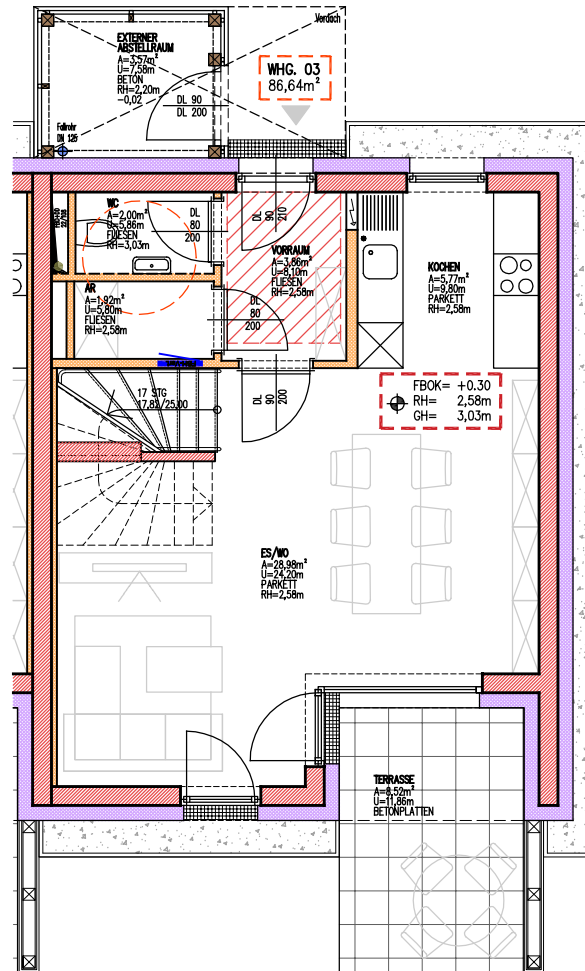 EXTERNER
ABSTELLRAUM
A=3,57m²
U=7,58m
BETON
RH=2,20m
-0,02
Vordach
WHG. 03
86,64m²
DL 90
DL 200
Fallrohr
DN 125
WC
A=2,00m²
U=5,86m
FLIESEN
RH=3,03m
DL
80
200
DL 90
210
VORRAUM
A=3,86m²
U=8,10m
FLIESEN
RH=2,58m
KOCHEN
A=5,77m²
U=9,80m
PARKETT
RH=2,58m
AR
A=1,92m²
U=5,80m
FLIESEN
RH=2,58m
DL
80
200
DL 90
200
17 STG
17,82/25,00
FBOK= +0.30
RH= 2,58m
GH= 3,03m
ES/WO
A=28,98m²
U=24,20m
PARKETT
RH=2,58m
TERRASSE
A=8,52m²
U=11,86m
BETONPLATTEN